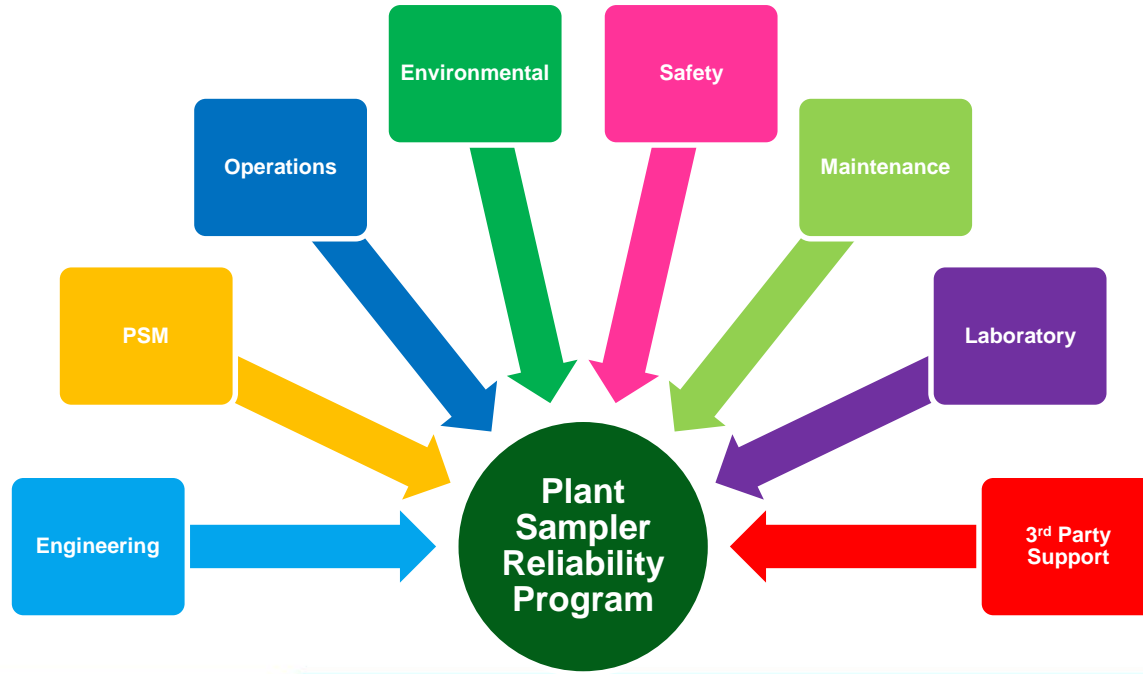 Environmental
Safety
Operations
Maintenance
PSM
Laboratory
Engineering
Plant
Sampler
Reliability
Program
3rd Party
Support